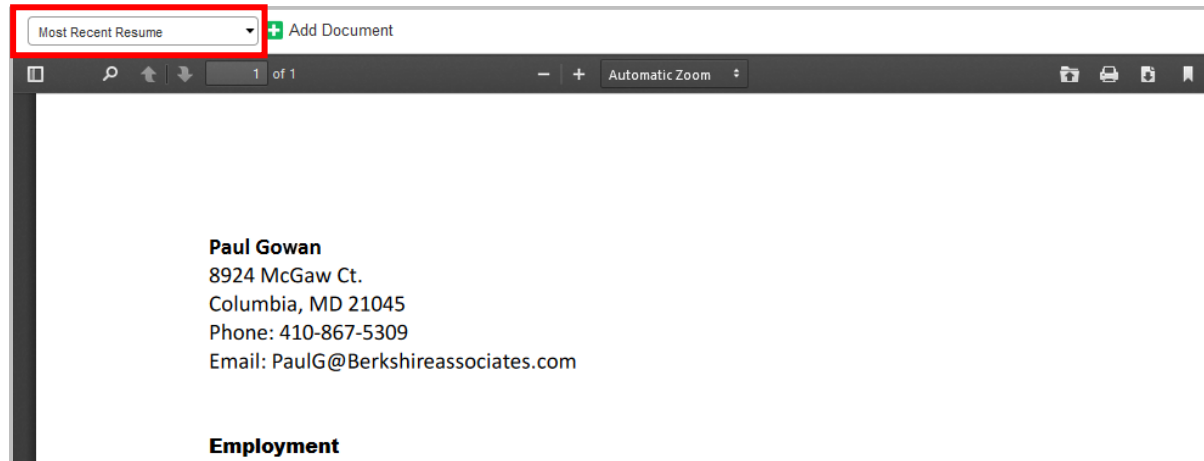 Most Recent Resume Add Document
1 of 1 Automatic Zoom
Paul Gowan
8924 McGaw Ct.
Columbia, MD 21045
Phone: 410-867-5309
Email: PaulG@Berkshireassociates.com
Employment